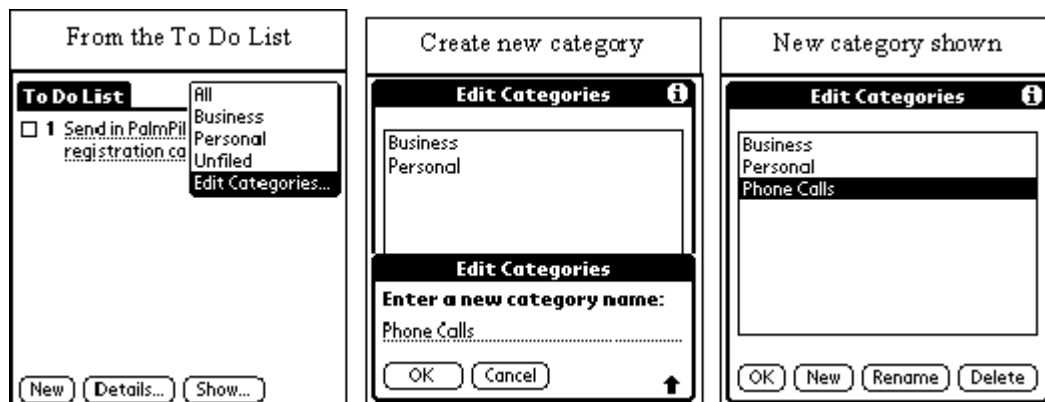 From the To Do List
To Do List
All
Business
Personal
Unfiled
Edit Categories...
1 Send in PalmPil
registration ca
New Details... Show...
Create new category
Edit Categories
Business
Personal
Edit Categories
Enter a new category name:
Phone Calls
OK Cancel
New category shown
Edit Categories
Business
Personal
Phone Calls
OK New Rename Delete